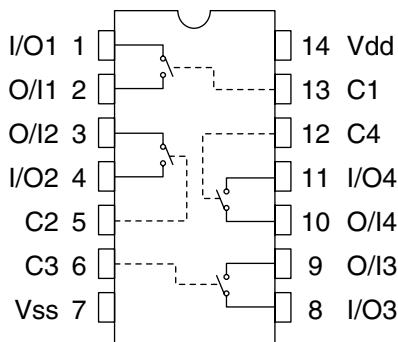 I/O1 1 14 Vdd
O/I1 2 13 C1
O/I2 3 12 C4
I/O2 4 11 I/O4
C2 5 10 O/I4
C3 6 9 O/I3
Vss 7 8 I/O3